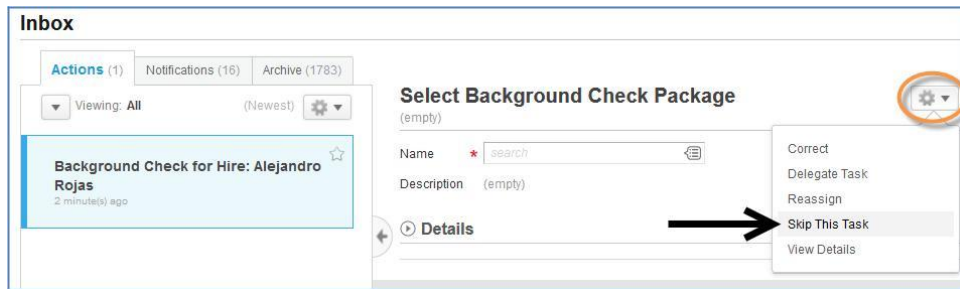 Inbox
Actions (1) Notifications (16) Archive (1783)
Viewing: All (Newest)
Background Check for Hire: Alejandro
Rojas
2 minute(s) ago
Select Background Check Package
(empty)
Name * search
Description (empty)
Details
Correct
Delegate Task
Reassign
Skip This Task
View Details